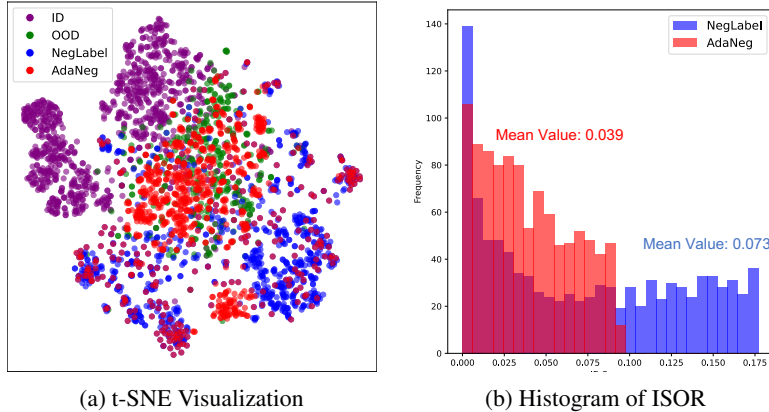 ID
OOD
NegLabel
AdaNeg
(a) t-SNE Visualization
140
120
100
80
60
40
20
0
Frequency
NegLabel
AdaNeg
Mean Value: 0.039
Mean Value: 0.073
0.000 0.025 0.050 0.075 0.100 0.125 0.150 0.175
(b) Histogram of ISOR